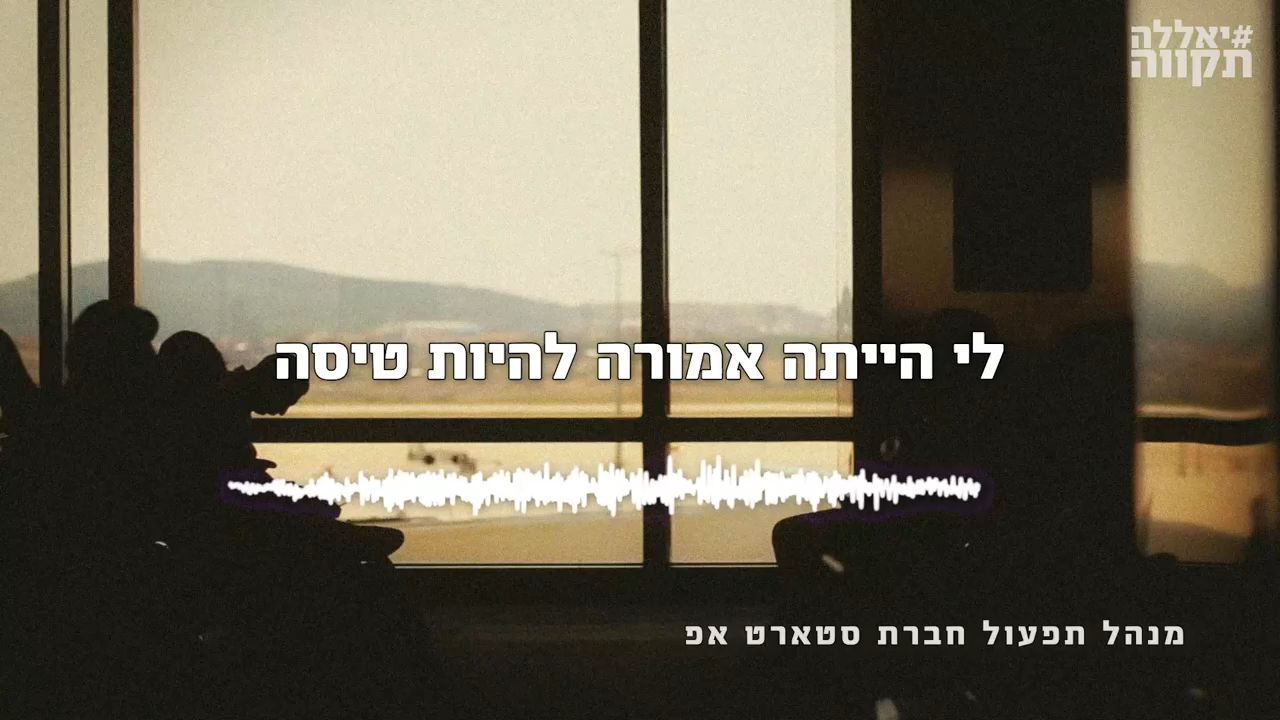 #יאללה
תקווה
לי הייתה אמורה להיות טיסה
מנהל תפעול חברת סטארט אפ